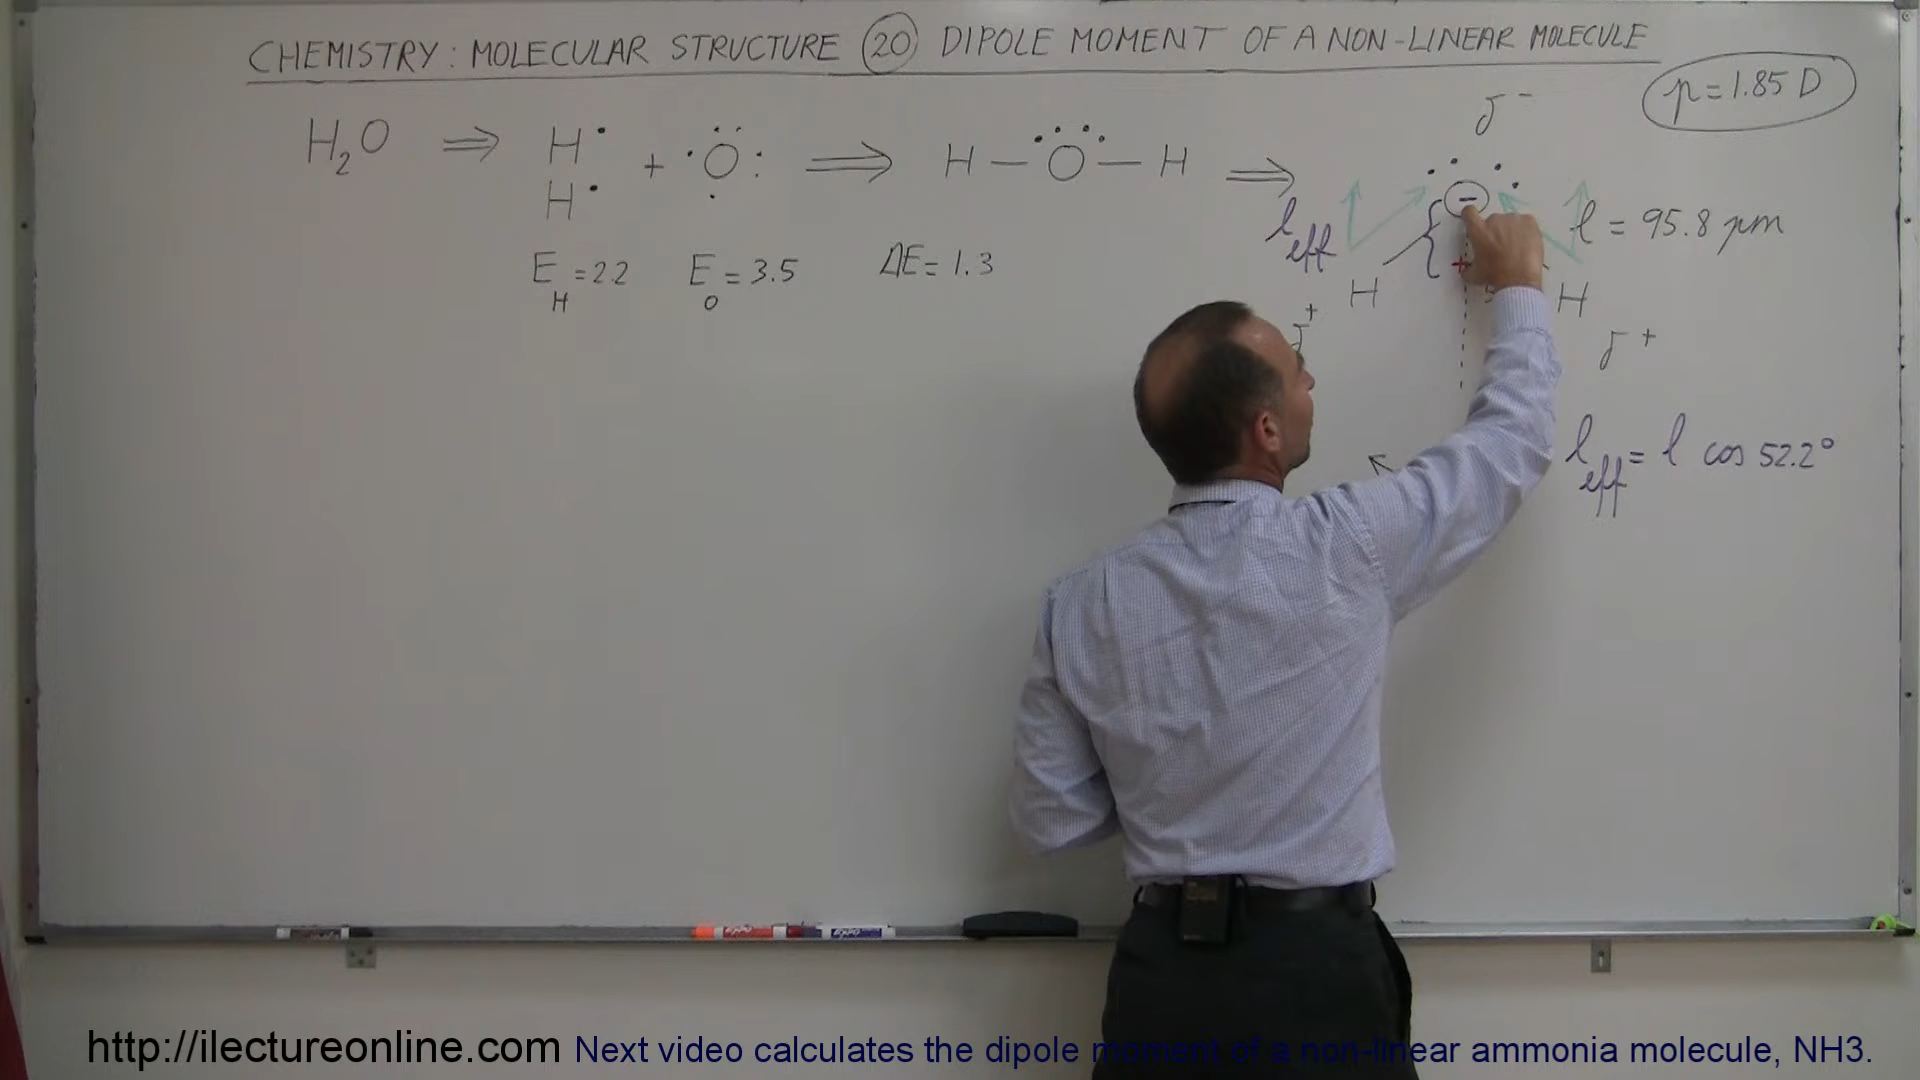 CHEMISTRY: MOLECULAR STRUCTURE 20 DIPOLE MOMENT OF A NON-LINEAR MOLECULE
p = 1.85 D
H2O ⇒ H• + O ⇒ H — O — H ⇒
H•
δ-
E_H = 2.2 E_O = 3.5 ΔE = 1.3
l_eff
−
l = 95.8 pm
+
H H
δ+ δ+
l_eff = l cos 52.2°
http://ilectureonline.com Next video calculates the dipole moment of a non-linear ammonia molecule, NH3.